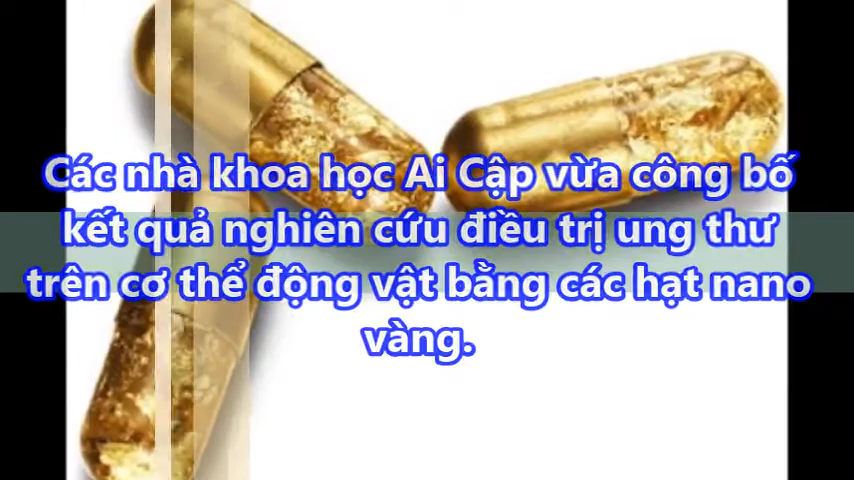 Các nhà khoa học Ai Cập vừa công bố
kết quả nghiên cứu điều trị ung thư
trên cơ thể động vật bằng các hạt nano
vàng.